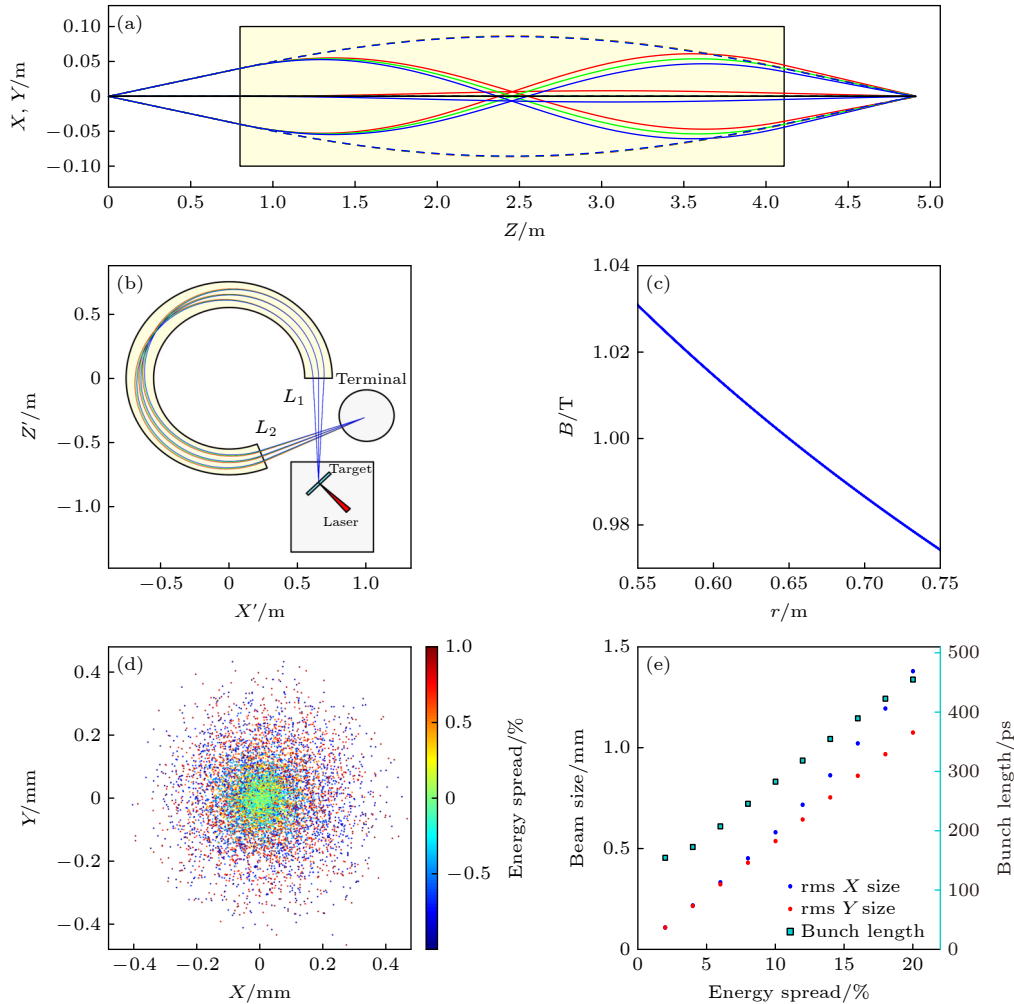 (a)
X, Y/m
0.10
0.05
0
−0.05
−0.10
0 0.5 1.0 1.5 2.0 2.5 3.0 3.5 4.0 4.5 5.0
Z/m
(b)
Z′/m
0.5
0
−0.5
−1.0
L1
L2
Terminal
Target
Laser
−0.5 0 0.5 1.0
X′/m
(c)
B/T
1.04
1.02
1.00
0.98
0.55 0.60 0.65 0.70 0.75
r/m
(d)
Y/mm
0.4
0.2
0
−0.2
−0.4
−0.4 −0.2 0 0.2 0.4
X/mm
1.0
0.5
0
−0.5
Energy spread/%
(e)
Beam size/mm
1.5
1.0
0.5
0
rms X size
rms Y size
Bunch length
0 5 10 15 20
Energy spread/%
500
400
300
200
100
0
Bunch length/ps